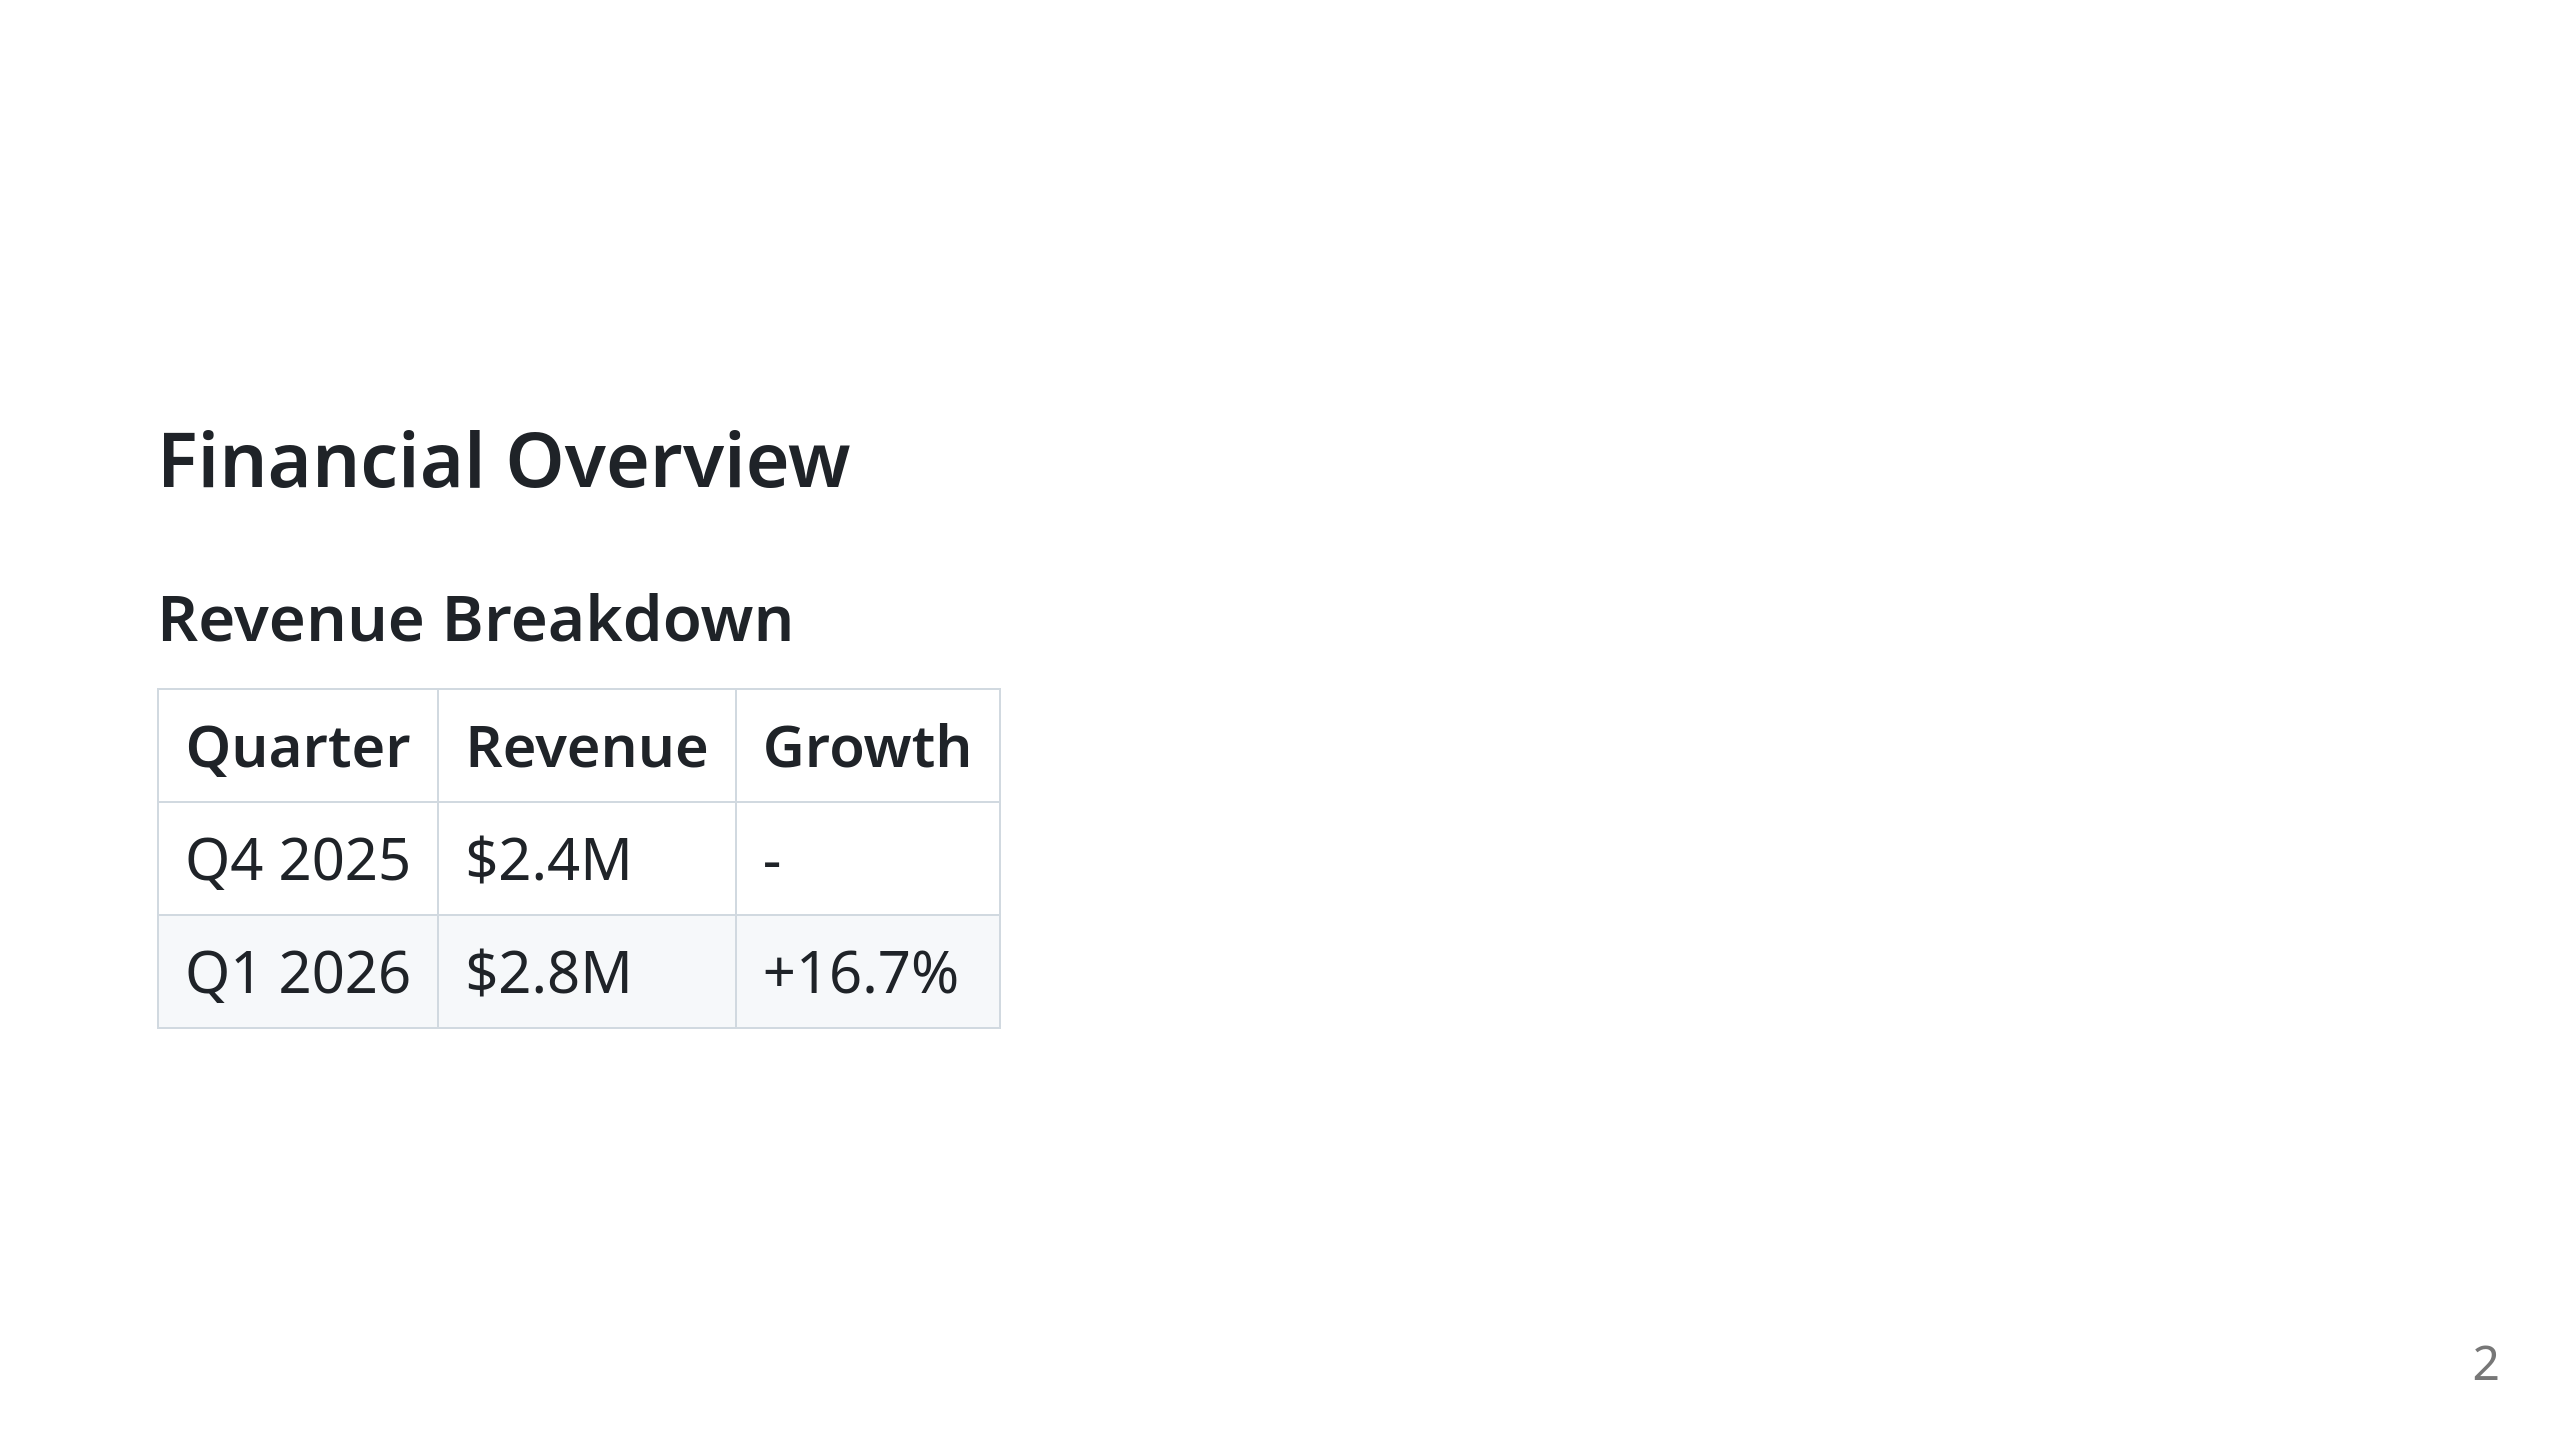 Financial Overview
Revenue Breakdown
Quarter Revenue Growth
Q4 2025 $2.4M -
Q1 2026 $2.8M +16.7%
2